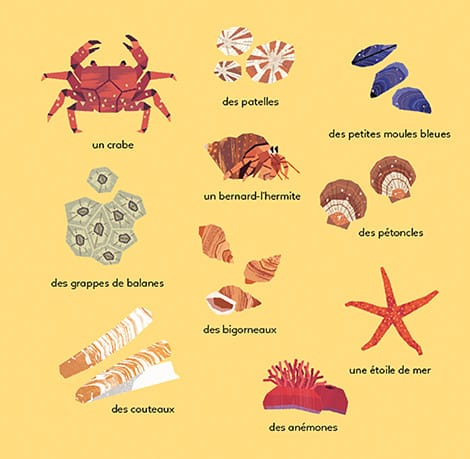 des patelles
des petites moules bleues
un crabe
un bernard-l'hermite
des pétoncles
des grappes de balanes
des bigorneaux
une étoile de mer
des couteaux
des anémones